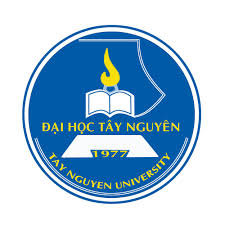 ĐẠI HỌC TÂY NGUYÊN
1977
TAY NGUYEN UNIVERSITY